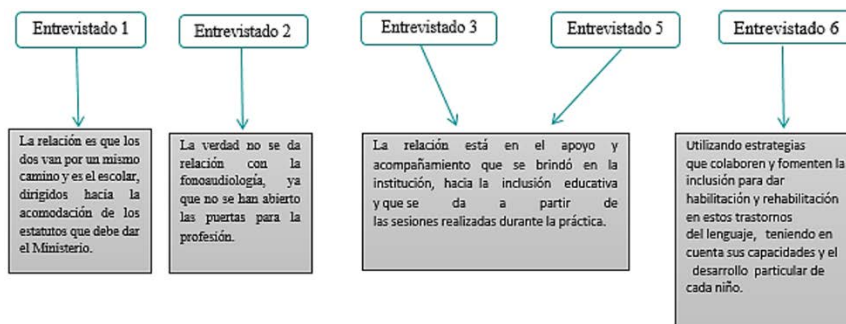 Entrevistado 1
Entrevistado 2
Entrevistado 3
Entrevistado 5
Entrevistado 6
La relación es que los
dos van por un mismo
camino y es el escolar,
dirigidos hacia la
acomodación de los
estatutos que debe dar
el Ministerio.
La verdad no se da
relación con la
fonoaudiología, ya
que no se han abierto
las puertas para la
profesión.
La relación está en el apoyo y
acompañamiento que se brindó en la
institución, hacia la inclusión educativa
y que se da a partir de
las sesiones realizadas durante la práctica.
Utilizando estrategias
que colaboren y fomenten la
inclusión para dar
habilitación y rehabilitación
en estos trastornos
del lenguaje, teniendo en
cuenta sus capacidades y el
desarrollo particular de
cada niño.